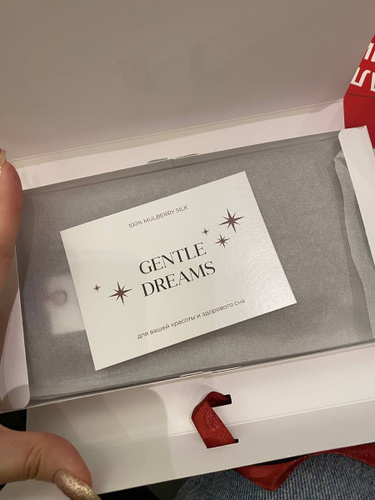 100% MULBERRY SILK
GENTLE
DREAMS
для вашей красоты и здорового сна